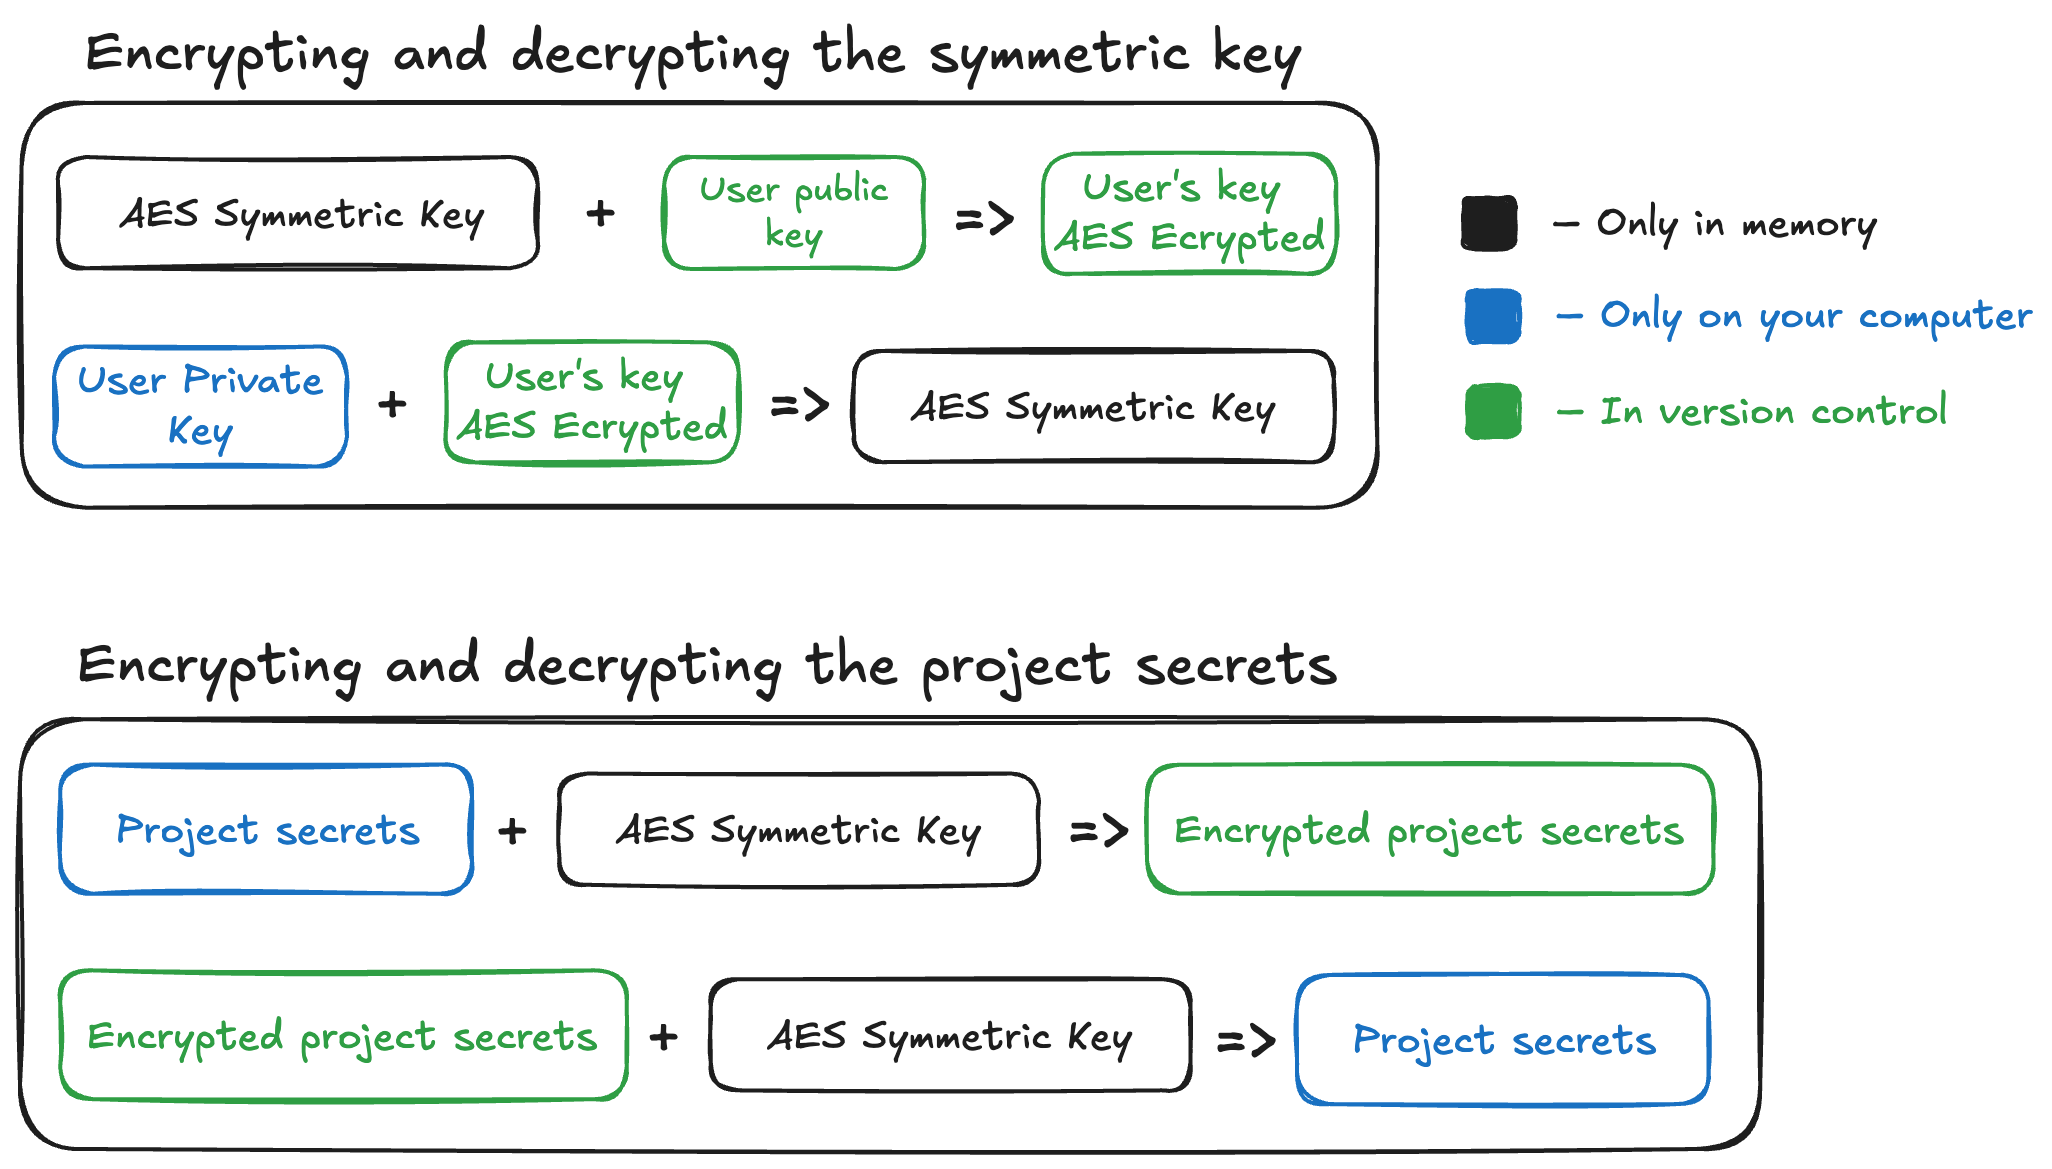 Encrypting and decrypting the symmetric key
AES Symmetric Key
+
User public
key
=>
User's key
AES Ecrypted
User Private
Key
+
User's key
AES Ecrypted
=>
AES Symmetric Key
– Only in memory
– Only on your computer
– In version control
Encrypting and decrypting the project secrets
Project secrets
+
AES Symmetric Key
=>
Encrypted project secrets
Encrypted project secrets
+
AES Symmetric Key
=>
Project secrets